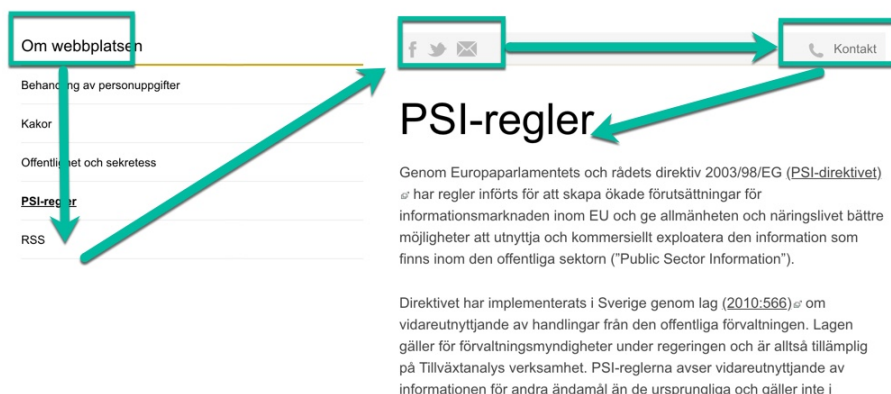 Om webbplatsen
Behandling av personuppgifter
Kakor
Offentlighet och sekretess
PSI-regler
RSS
Kontakt
PSI-regler
Genom Europaparlamentets och rådets direktiv 2003/98/EG (PSI-direktivet)
har regler införts för att skapa ökade förutsättningar för
informationsmarknaden inom EU och ge allmänheten och näringslivet bättre
möjligheter att utnyttja och kommersiellt exploatera den information som
finns inom den offentliga sektorn ("Public Sector Information").
Direktivet har implementerats i Sverige genom lag (2010:566) om
vidareutnyttjande av handlingar från den offentliga förvaltningen. Lagen
gäller för förvaltningsmyndigheter under regeringen och är alltså tillämplig
på Tillväxtanalys verksamhet. PSI-reglerna avser vidareutnyttjande av
informationen för andra ändamål än de ursprungliga och gäller inte i